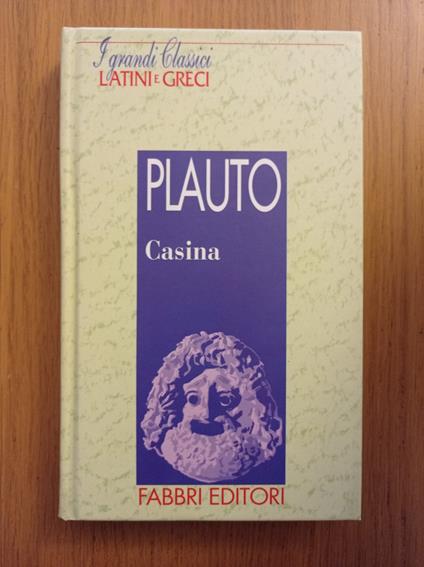 I grandi Classici
LATINI E GRECI
PLAUTO
Casina
FABBRI EDITORI